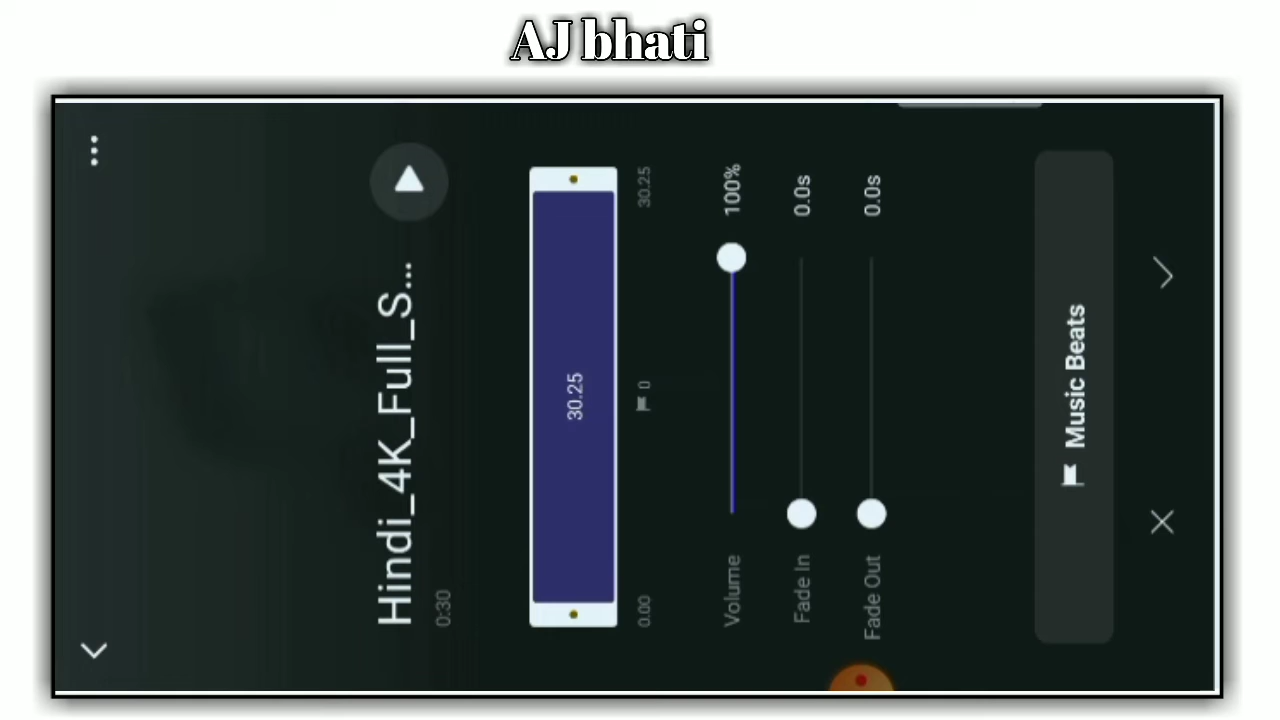 AJ bhati
Hindi_4K_Full_S...
0:30
30.25
0.00
0
30.25
Volume
100%
Fade In
0.0s
Fade Out
0.0s
Music Beats